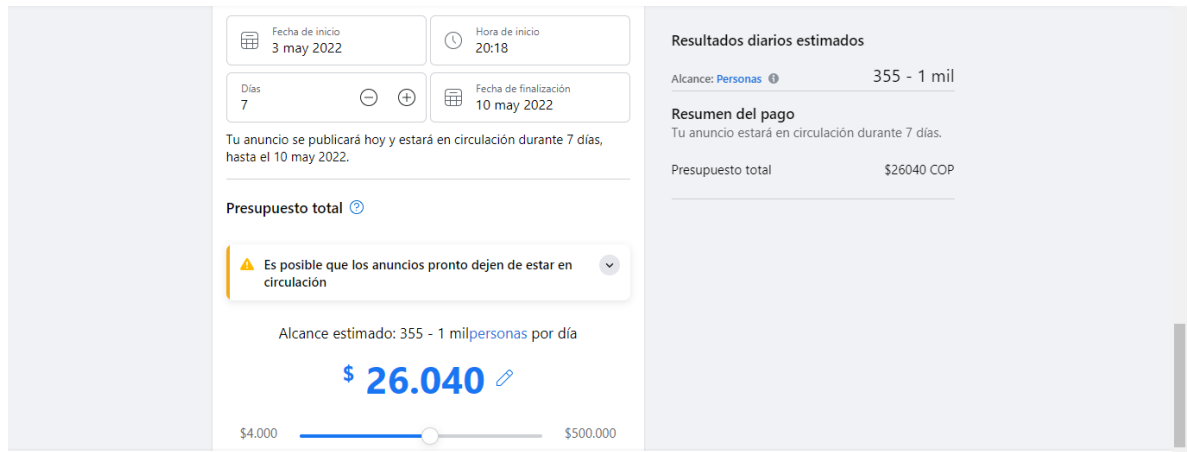 Fecha de inicio
3 may 2022
Hora de inicio
20:18
Días
7
Fecha de finalización
10 may 2022
Tu anuncio se publicará hoy y estará en circulación durante 7 días,
hasta el 10 may 2022.
Presupuesto total
Es posible que los anuncios pronto dejen de estar en
circulación
Alcance estimado: 355 - 1 milpersonas por día
$ 26.040
$4.000
$500.000
Resultados diarios estimados
Alcance: Personas
355 - 1 mil
Resumen del pago
Tu anuncio estará en circulación durante 7 días.
Presupuesto total
$26040 COP